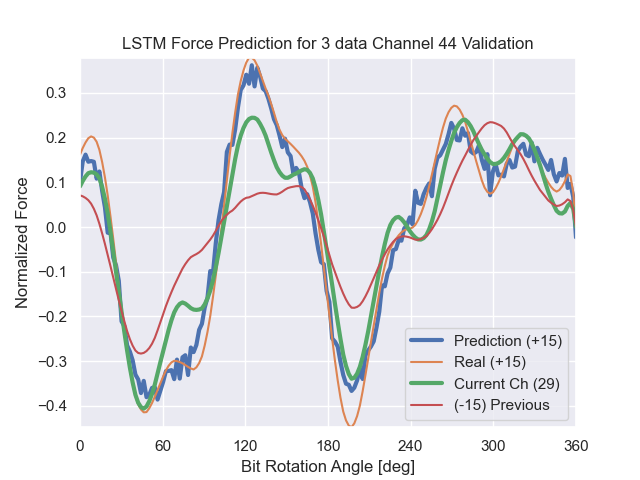 LSTM Force Prediction for 3 data Channel 44 Validation
Normalized Force
0.3
0.2
0.1
0.0
−0.1
−0.2
−0.3
−0.4
Prediction (+15)
Real (+15)
Current Ch (29)
(-15) Previous
0 60 120 180 240 300 360
Bit Rotation Angle [deg]